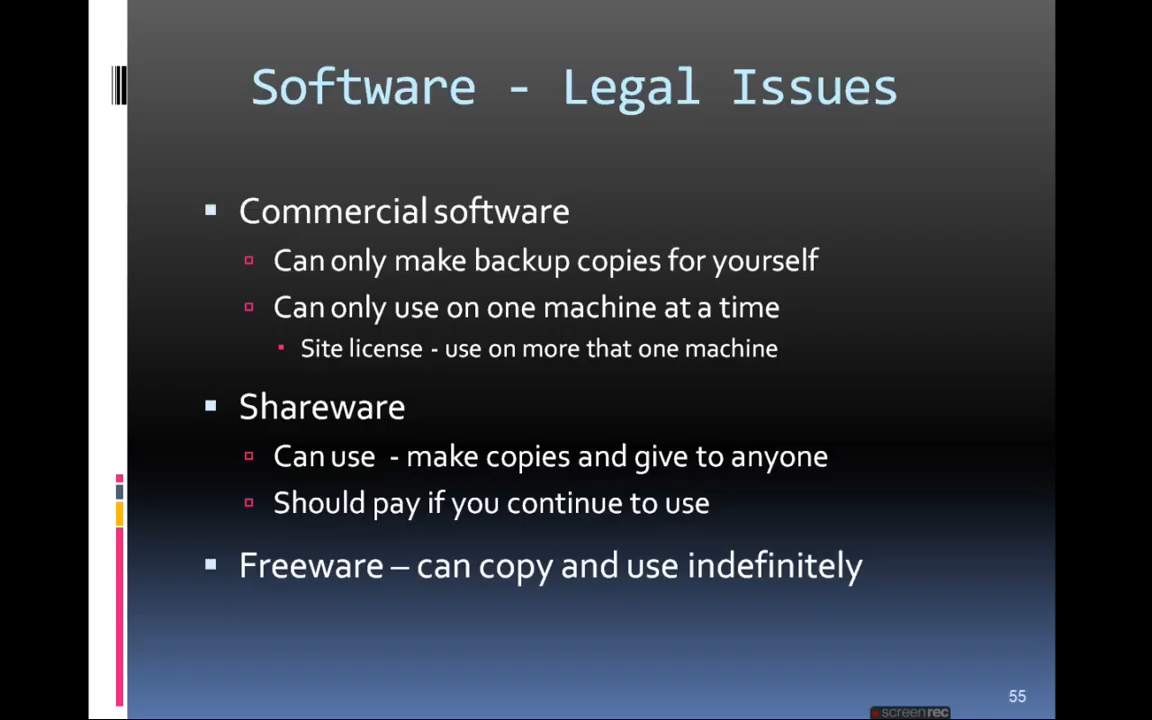 Software - Legal Issues
Commercial software
Can only make backup copies for yourself
Can only use on one machine at a time
Site license - use on more that one machine
Shareware
Can use - make copies and give to anyone
Should pay if you continue to use
Freeware – can copy and use indefinitely
55
screenrec